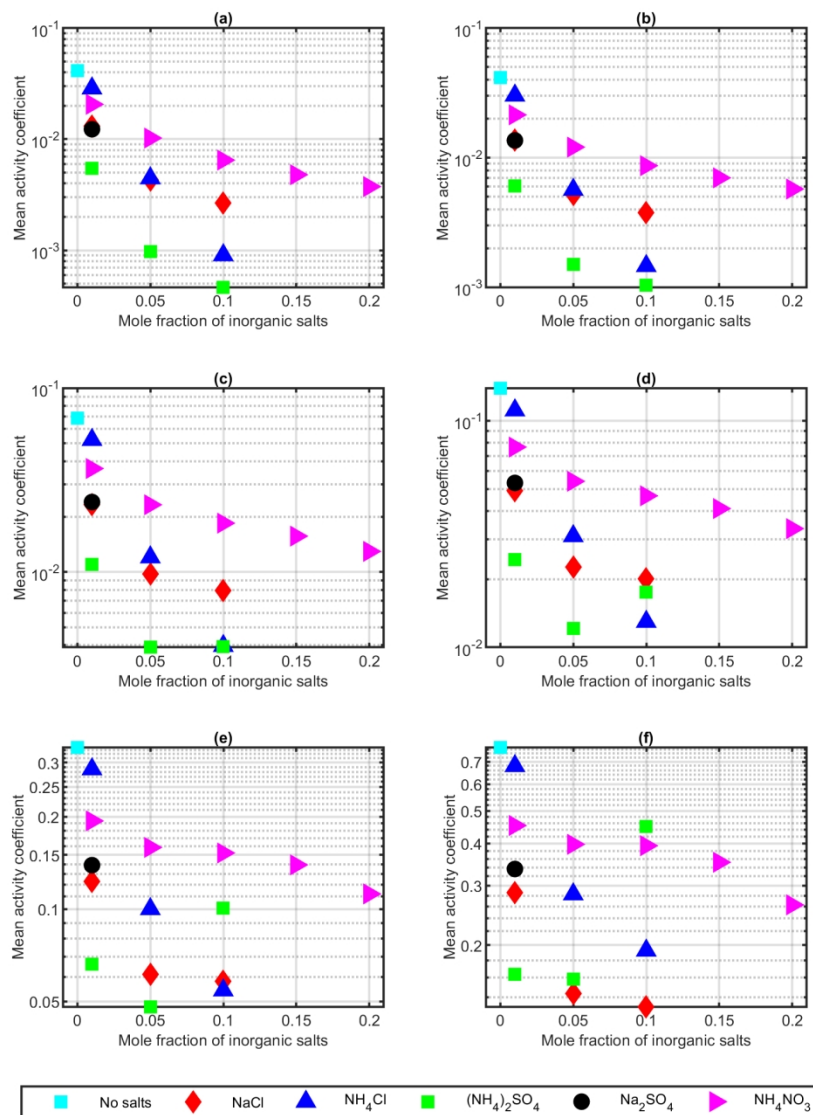 (a)
Mean activity coefficient
10⁻¹
10⁻²
10⁻³
0 0.05 0.1 0.15 0.2
Mole fraction of inorganic salts
(b)
Mean activity coefficient
10⁻¹
10⁻²
10⁻³
0 0.05 0.1 0.15 0.2
Mole fraction of inorganic salts
(c)
Mean activity coefficient
10⁻¹
10⁻²
0 0.05 0.1 0.15 0.2
Mole fraction of inorganic salts
(d)
Mean activity coefficient
10⁻¹
10⁻²
0 0.05 0.1 0.15 0.2
Mole fraction of inorganic salts
(e)
Mean activity coefficient
0.3
0.25
0.2
0.15
0.1
0.05
0 0.05 0.1 0.15 0.2
Mole fraction of inorganic salts
(f)
Mean activity coefficient
0.7
0.5
0.4
0.3
0.2
0 0.05 0.1 0.15 0.2
Mole fraction of inorganic salts
No salts NaCl NH₄Cl (NH₄)₂SO₄ Na₂SO₄ NH₄NO₃